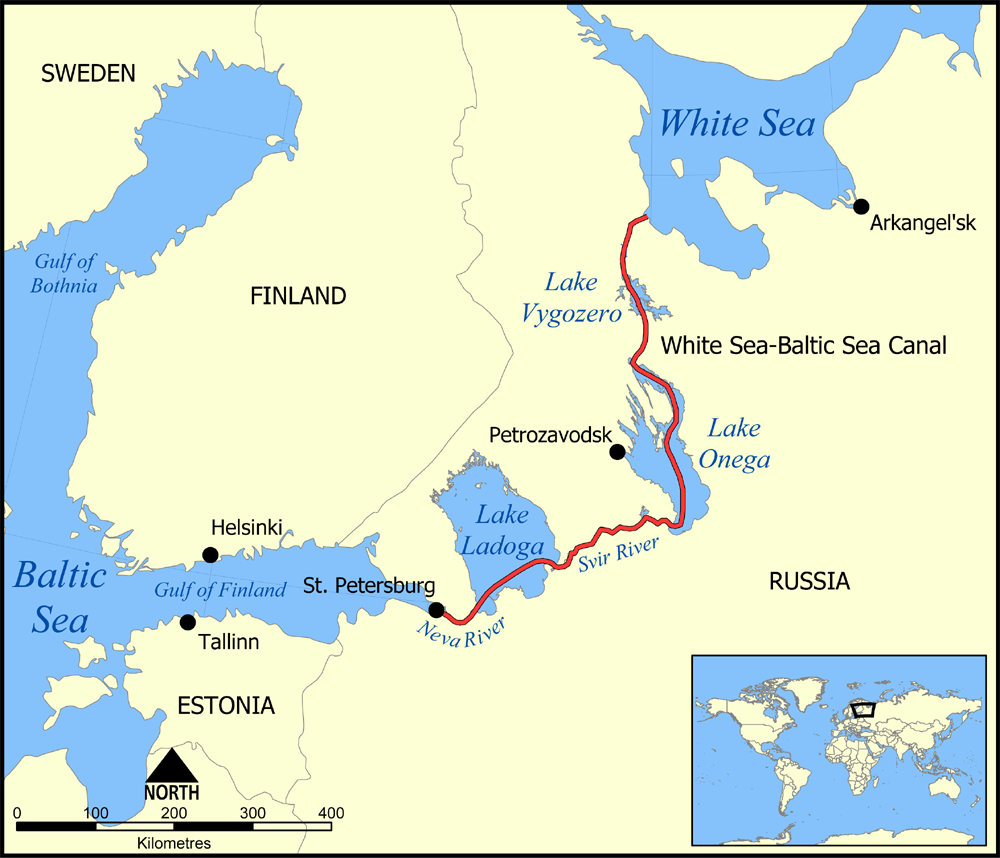 SWEDEN
White Sea
Arkangel'sk
Gulf of
Bothnia
FINLAND
Lake
Vygozero
White Sea-Baltic Sea Canal
Petrozavodsk
Lake
Onega
Lake
Ladoga
Helsinki
Svir River
Baltic
Sea
Gulf of Finland
St. Petersburg
RUSSIA
Neva River
Tallinn
ESTONIA
NORTH
0 100 200 300 400
Kilometres